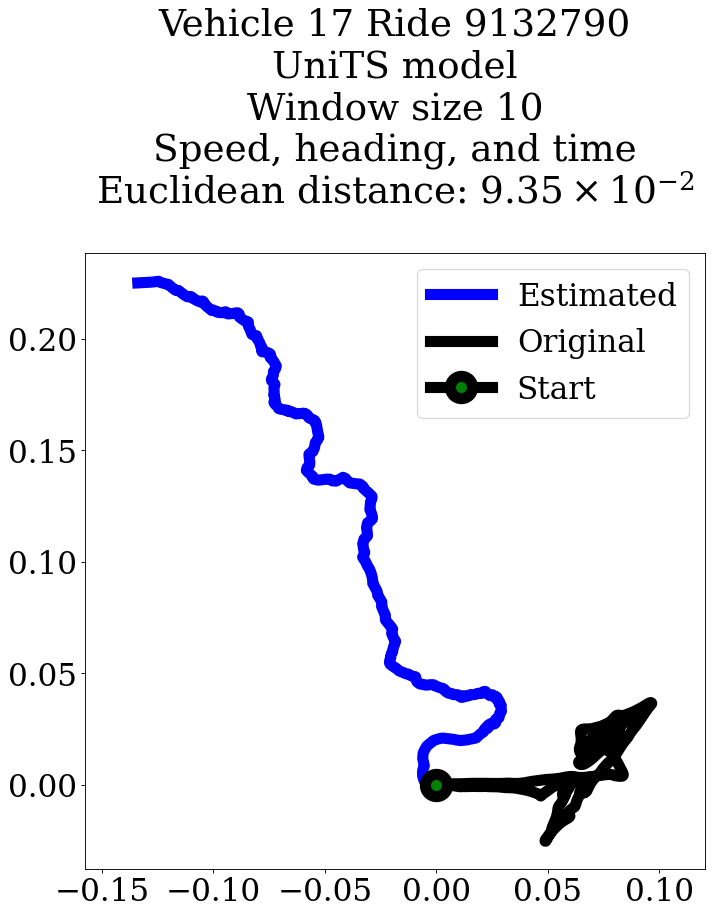 Vehicle 17 Ride 9132790
UniTS model
Window size 10
Speed, heading, and time
Euclidean distance: 9.35 × 10⁻²
Estimated
Original
Start
0.20
0.15
0.10
0.05
0.00
−0.15 −0.10 −0.05 0.00 0.05 0.10